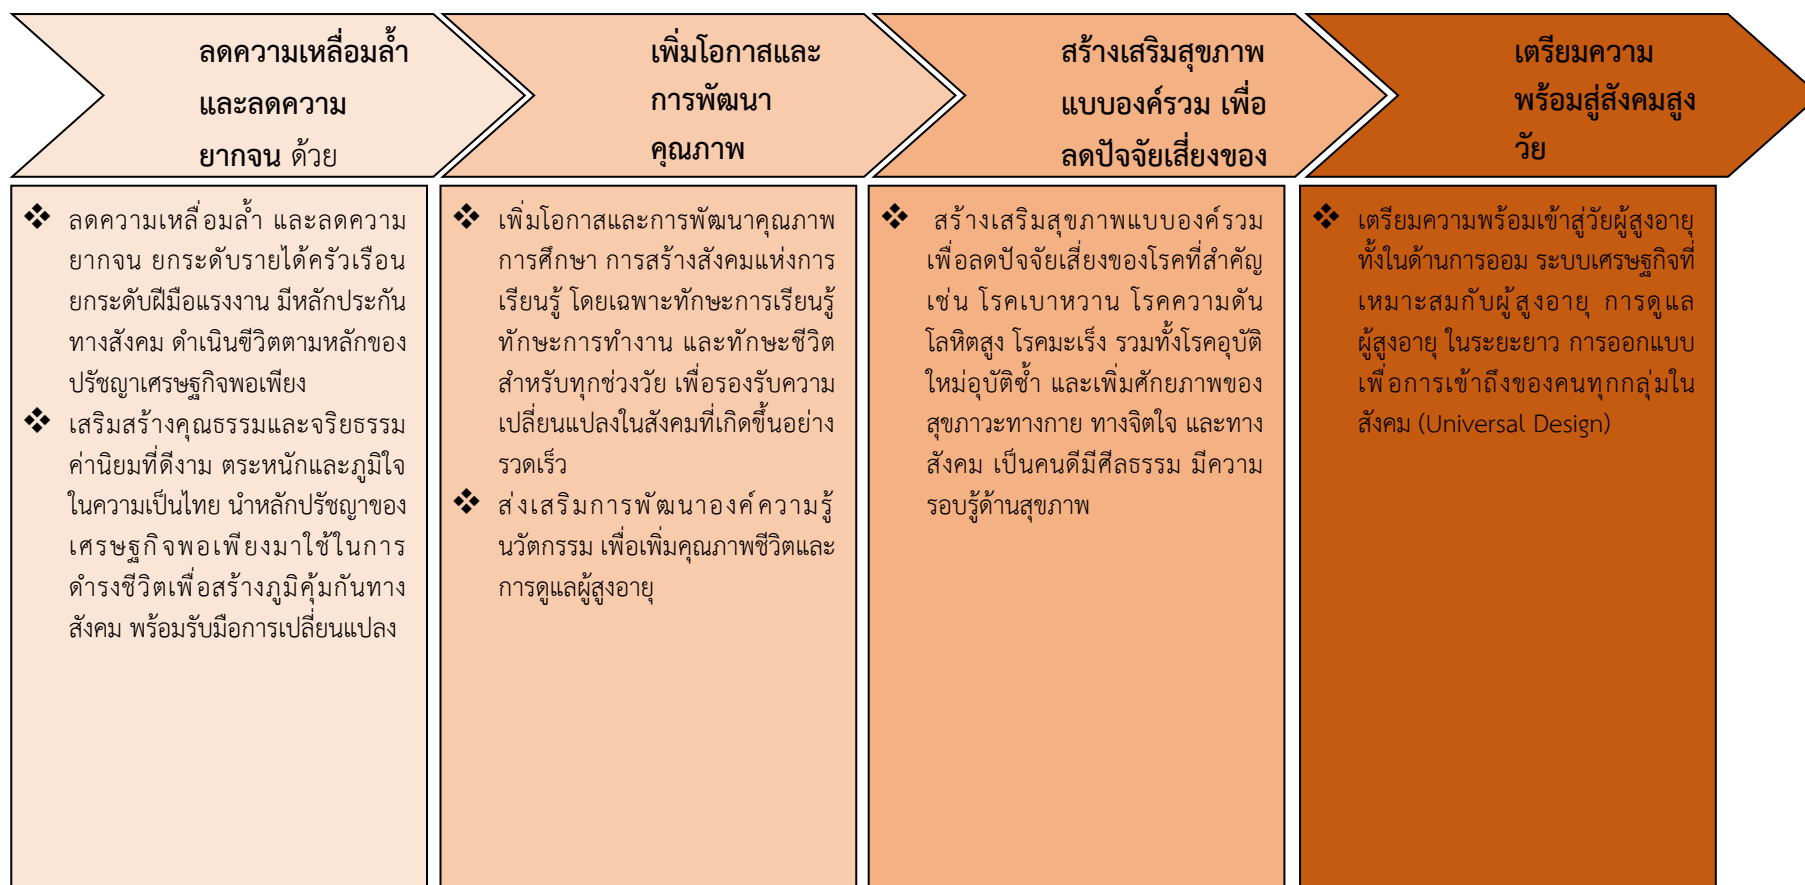 ลดความเหลื่อมล้ำ
และลดความ
ยากจน ด้วย
เพิ่มโอกาสและ
การพัฒนา
คุณภาพ
สร้างเสริมสุขภาพ
แบบองค์รวม เพื่อ
ลดปัจจัยเสี่ยงของ
เตรียมความ
พร้อมสู่สังคมสูง
วัย
❖ ลดความเหลื่อมล้ำ และลดความ
ยากจน ยกระดับรายได้ครัวเรือน
ยกระดับฝีมือแรงงาน มีหลักประกัน
ทางสังคม ดำเนินชีวิตตามหลักของ
ปรัชญาเศรษฐกิจพอเพียง
❖ เสริมสร้างคุณธรรมและจริยธรรม
ค่านิยมที่ดีงาม ตระหนักและภูมิใจ
ในความเป็นไทย นำหลักปรัชญาของ
เศรษฐกิจพอเพียงมาใช้ในการ
ดำรงชีวิตเพื่อสร้างภูมิคุ้มกันทาง
สังคม พร้อมรับมือการเปลี่ยนแปลง
❖ เพิ่มโอกาสและการพัฒนาคุณภาพ
การศึกษา การสร้างสังคมแห่งการ
เรียนรู้ โดยเฉพาะทักษะการเรียนรู้
ทักษะการทำงาน และทักษะชีวิต
สำหรับทุกช่วงวัย เพื่อรองรับความ
เปลี่ยนแปลงในสังคมที่เกิดขึ้นอย่าง
รวดเร็ว
❖ ส่งเสริมการพัฒนาองค์ความรู้
นวัตกรรม เพื่อเพิ่มคุณภาพชีวิตและ
การดูแลผู้สูงอายุ
❖ สร้างเสริมสุขภาพแบบองค์รวม
เพื่อลดปัจจัยเสี่ยงของโรคที่สำคัญ
เช่น โรคเบาหวาน โรคความดัน
โลหิตสูง โรคมะเร็ง รวมทั้งโรคอุบัติ
ใหม่อุบัติซ้ำ และเพิ่มศักยภาพของ
สุขภาวะทางกาย ทางจิตใจ และทาง
สังคม เป็นคนดีมีศีลธรรม มีความ
รอบรู้ด้านสุขภาพ
❖ เตรียมความพร้อมเข้าสู่วัยผู้สูงอายุ
ทั้งในด้านการออม ระบบเศรษฐกิจที่
เหมาะสมกับผู้สูงอายุ การดูแล
ผู้สูงอายุ ในระยะยาว การออกแบบ
เพื่อการเข้าถึงของคนทุกกลุ่มใน
สังคม (Universal Design)